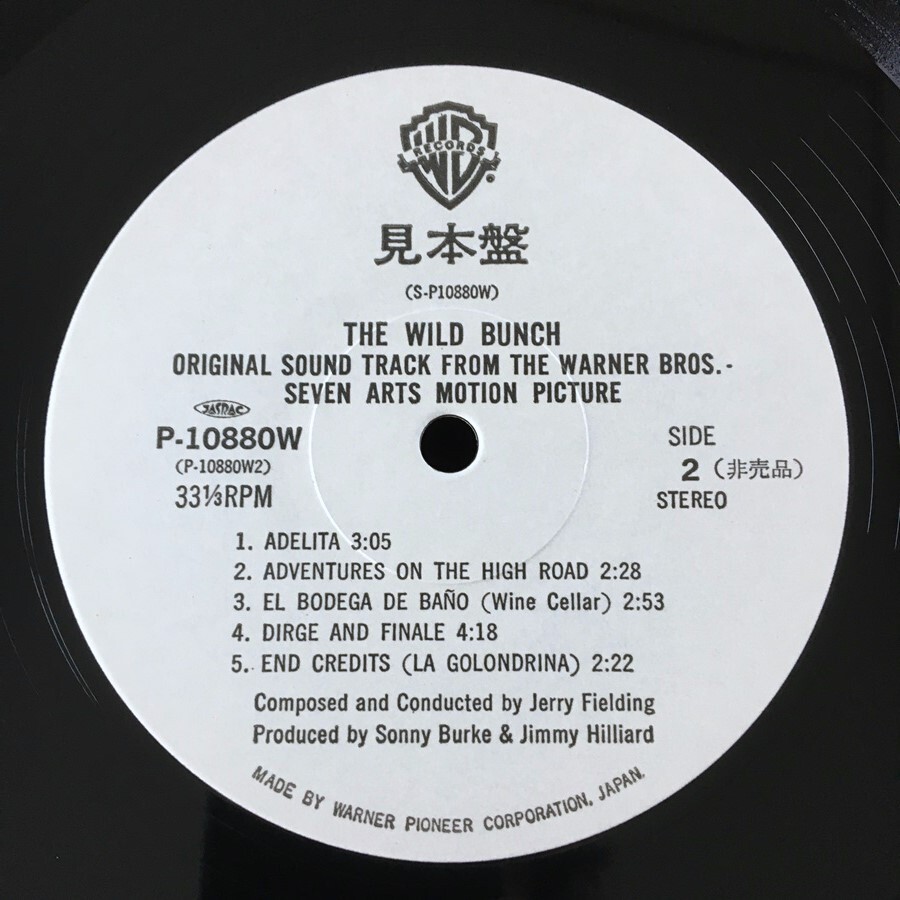 WB
RECORDS
®
見本盤
(S-P10880W)
THE WILD BUNCH
ORIGINAL SOUND TRACK FROM THE WARNER BROS.-
SEVEN ARTS MOTION PICTURE
JASRAC
P-10880W
(P-10880W2)
33⅓RPM
SIDE
2 (非売品)
STEREO
1. ADELITA 3:05
2. ADVENTURES ON THE HIGH ROAD 2:28
3. EL BODEGA DE BAÑO (Wine Cellar) 2:53
4. DIRGE AND FINALE 4:18
5. END CREDITS (LA GOLONDRINA) 2:22
Composed and Conducted by Jerry Fielding
Produced by Sonny Burke & Jimmy Hilliard
MADE BY WARNER PIONEER CORPORATION, JAPAN.